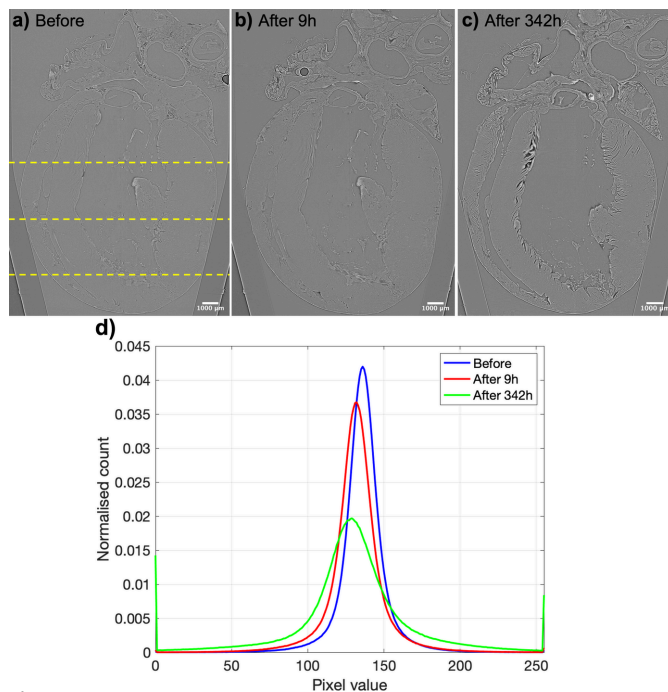 a) Before
b) After 9h
c) After 342h
1000 µm
1000 µm
1000 µm
d)
0.045
0.04
0.035
0.03
0.025
0.02
0.015
0.01
0.005
0
Normalised count
Before
After 9h
After 342h
0
50
100
150
200
250
Pixel value